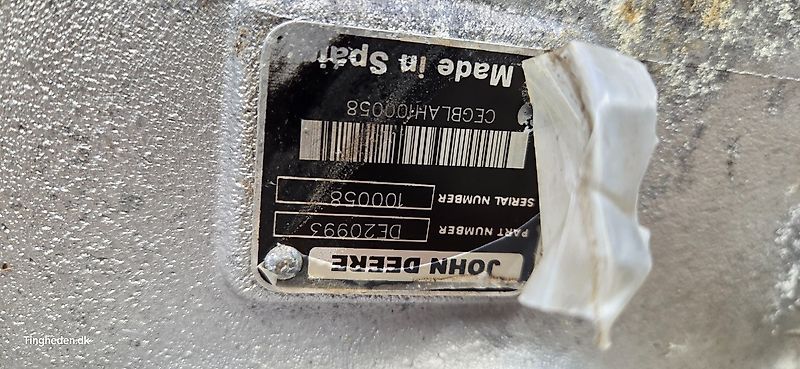 JOHN DEERE
PART NUMBER DE20993
SERIAL NUMBER 100058
CEGBLAH100058
Made in Spain
Tingheden.dk